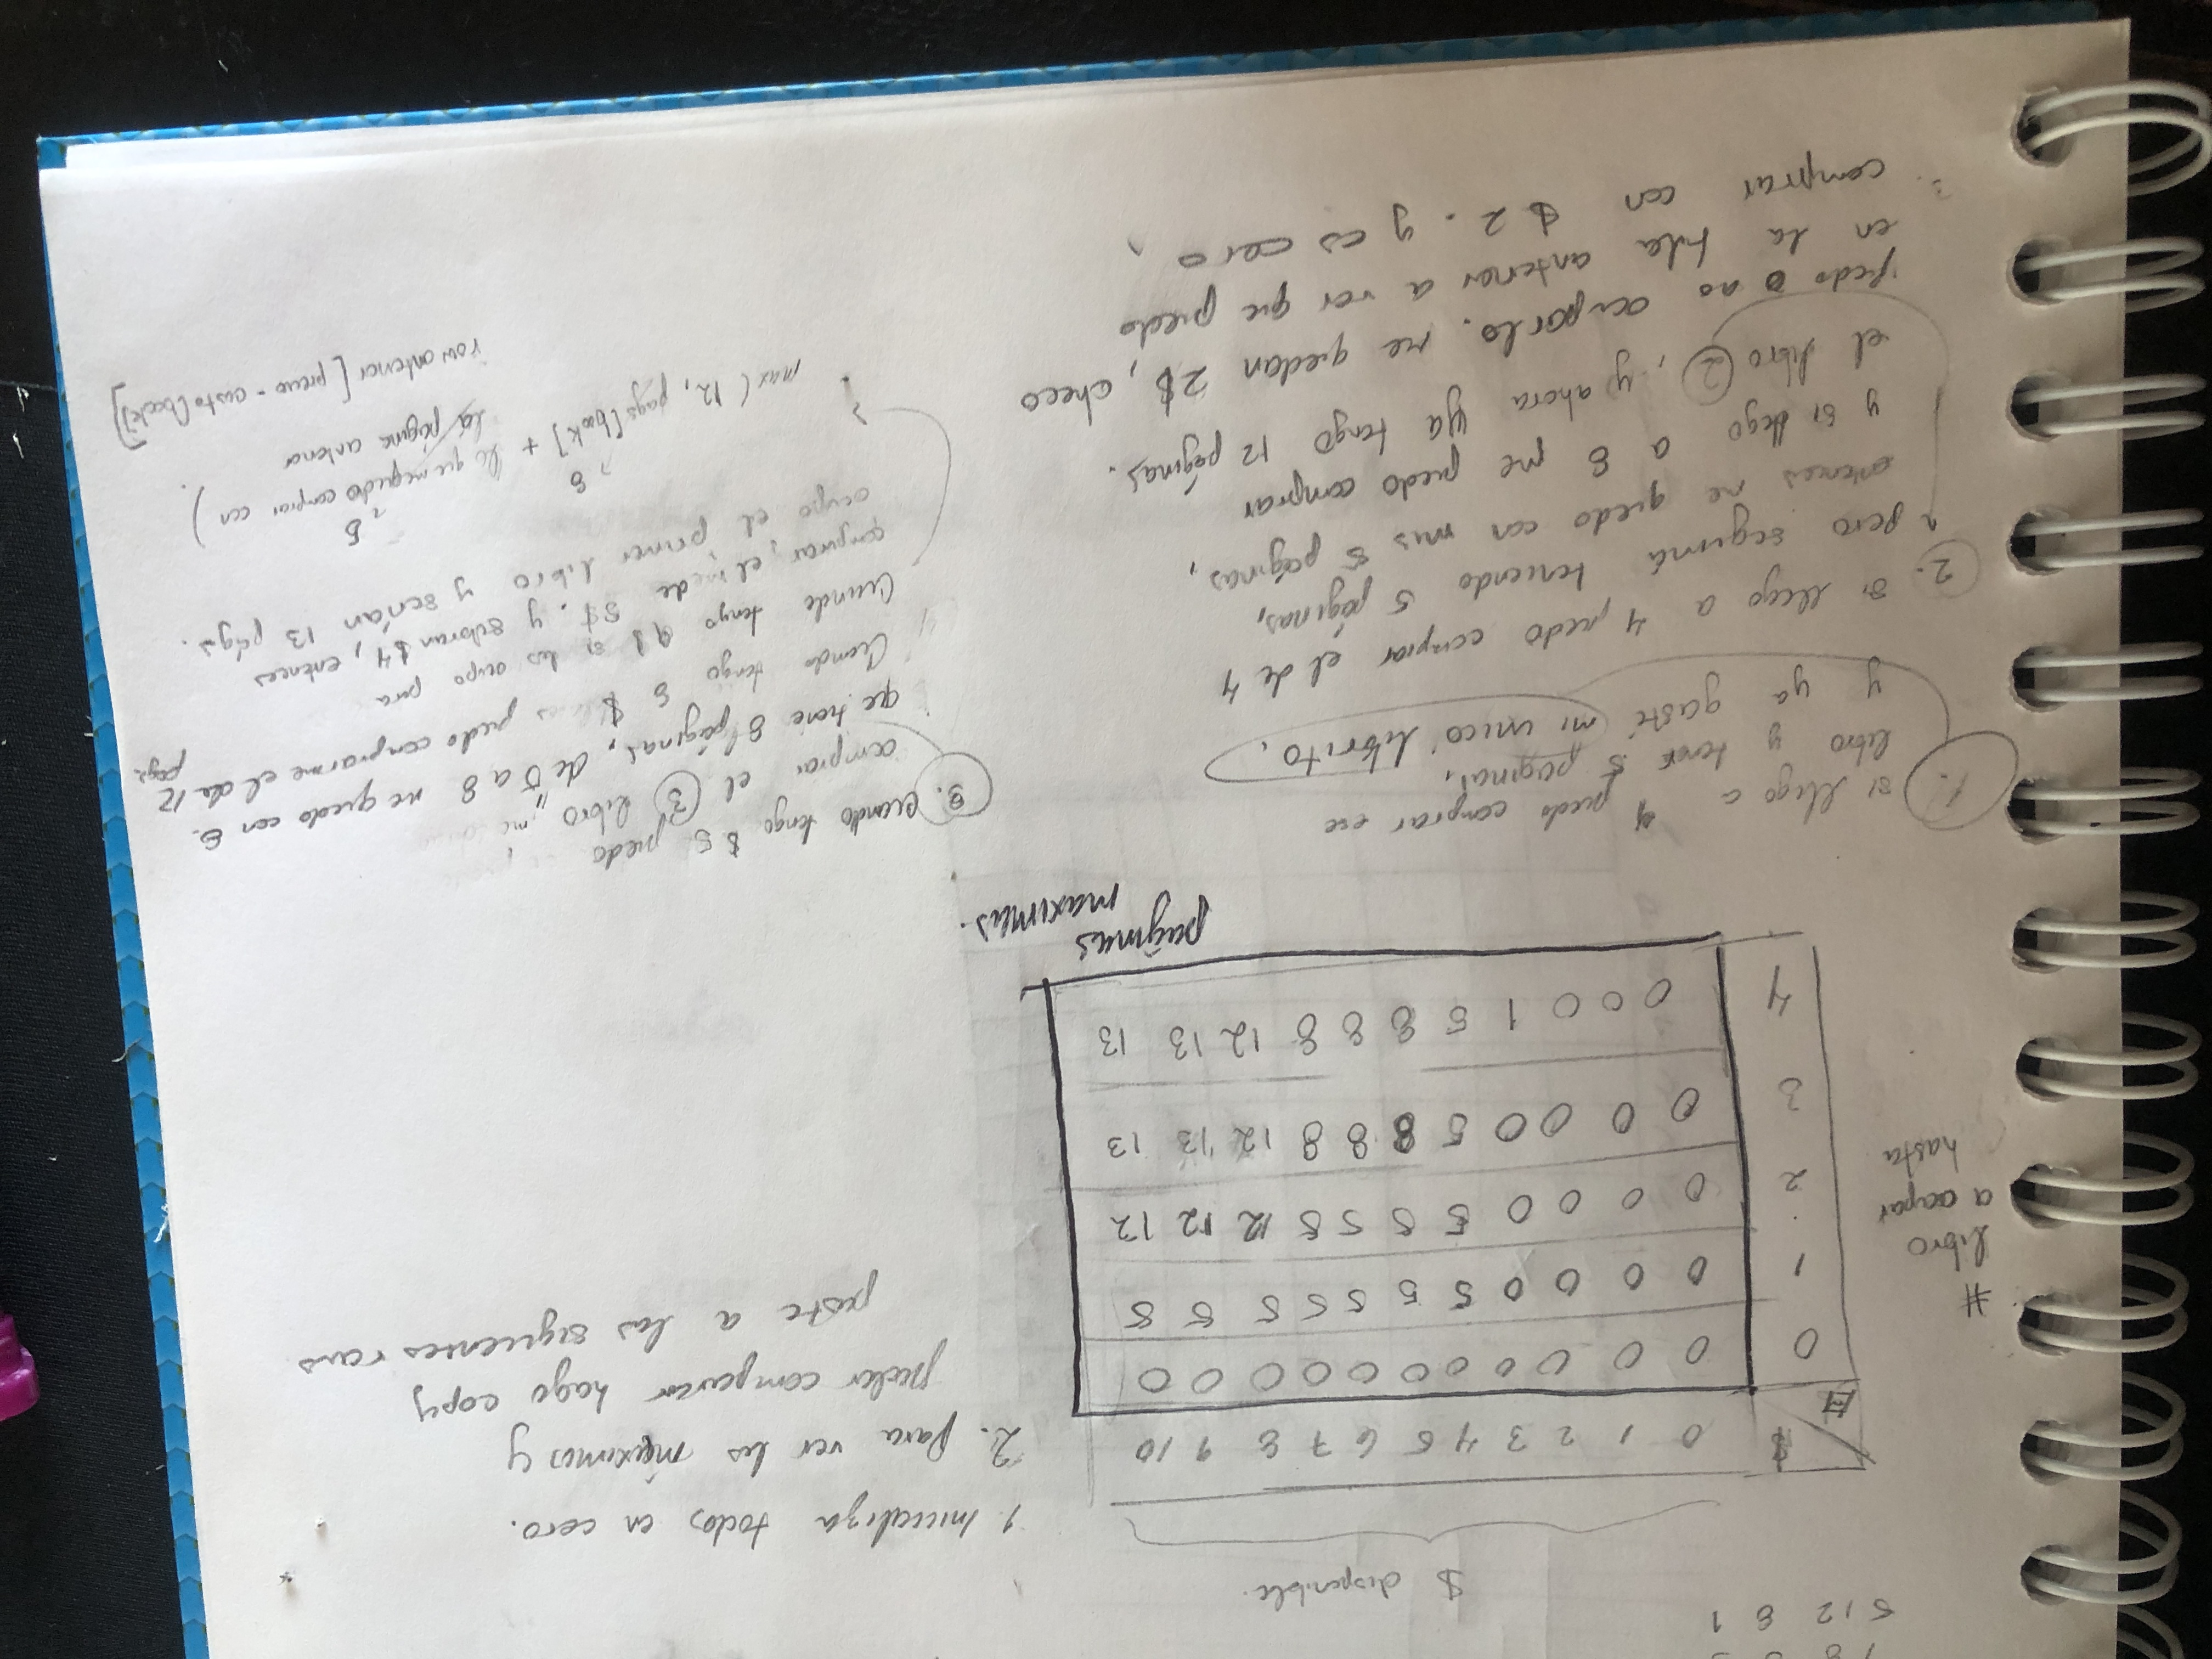 5 12 8 1
$ disponible.
$ 0 1 2 3 4 5 6 7 8 9 10
0 0 0 0 0 0 0 0 0 0 0 0
1 0 0 0 0 5 5 5 5 5 5 5
2 0 0 0 0 5 5 5 5 12 12 12
3 0 0 0 0 5 8 8 8 12 13 13
4 0 0 0 1 5 8 8 8 12 13 13
#
libro
a ocupar
hasta
páginas
maximas.
1. Inicializa todos en cero.
2. Para ver los máximos y
poder comparar hago copy
paste a las siguientes rows
1. si llego a 4 puedo comprar ese
libro y tener 5 paginas,
y ya gasté mi unico librito.
2. si llego a 4 puedo comprar el de 4
pero seguiría teniendo 5 páginas,
entonces me quedo con mis 5 páginas,
y si llego a 8 me puedo comprar
el libro 2, y ahora ya tengo 12 páginas.
puedo o no ocuparlo. me quedan 2$, checo
en la fila anterior a ver que puedo
comprar con $2. y es cero
3.
3. Cuando tengo $5 puedo
comprar el 3 libro
que tiene 8 páginas, de 5 a 8 me quedo con 8.
Cuando tengo 8 $ puedo comprarme el de 12
pags.
Cuando tengo 9$ si los ocupo para
comprar el de 5$. y sobran $4, entonces
ocupo el primer libro y serían 13 págs.
8
5
max( 12, pags[book] + lo que me puedo comprar con )
la página anterior
row anterior [ precio - costo[book]]